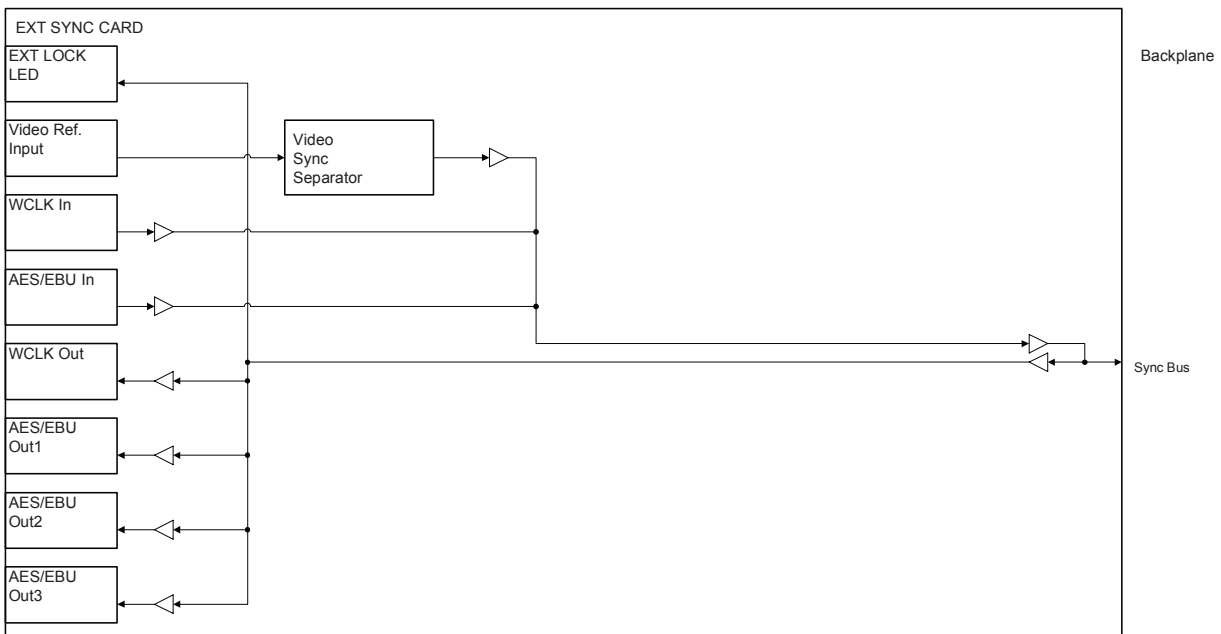 EXT SYNC CARD
EXT LOCK
LED
Backplane
Video Ref.
Input
Video
Sync
Separator
WCLK In
AES/EBU In
WCLK Out
Sync Bus
AES/EBU
Out1
AES/EBU
Out2
AES/EBU
Out3